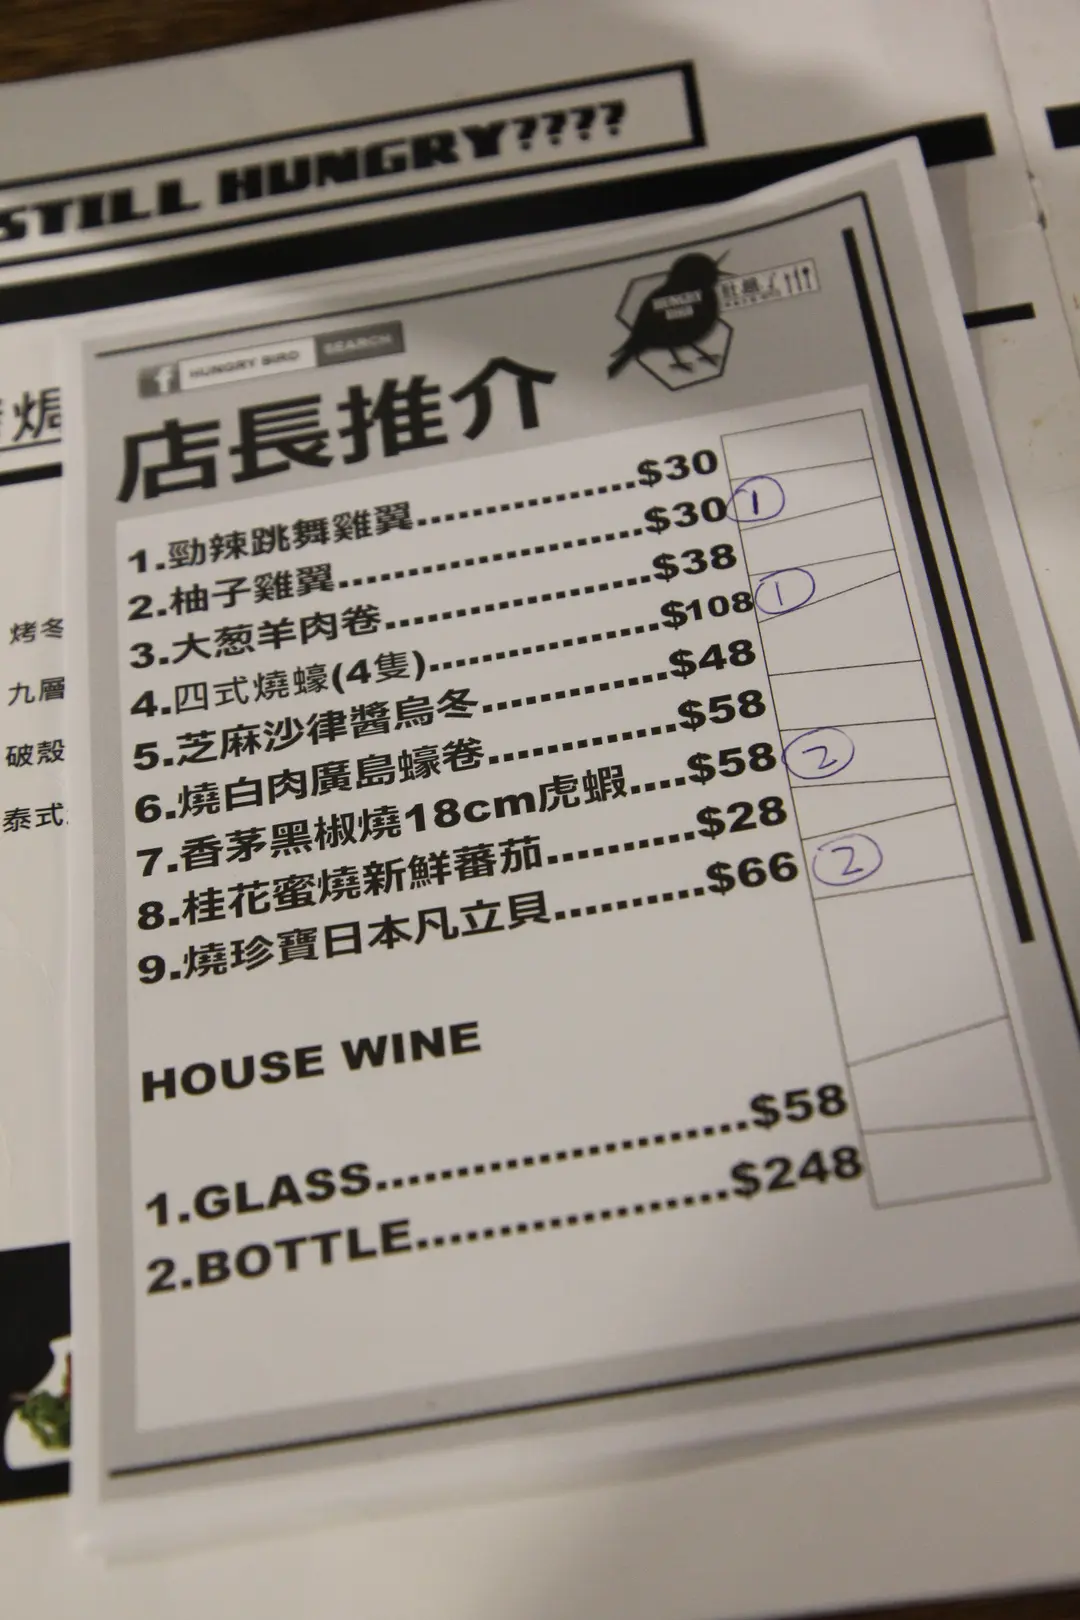 STILL HUNGRY????
HUNGRY BIRD SEARCH
HUNGRY
BIRD
店長推介
焗
1.勁辣跳舞雞翼................$30
2.柚子雞翼......................$30 1
3.大葱羊肉卷...................$38
4.四式燒蠔(4隻)................$108 1
5.芝麻沙律醬烏冬.............$48
6.燒白肉廣島蠔卷.............$58
7.香茅黑椒燒18cm虎蝦....$58 2
8.桂花蜜燒新鮮蕃茄..........$28
9.燒珍寶日本凡立貝..........$66 2
HOUSE WINE
1.GLASS.........................$58
2.BOTTLE.....................$248
烤冬
九層
破殼
泰式